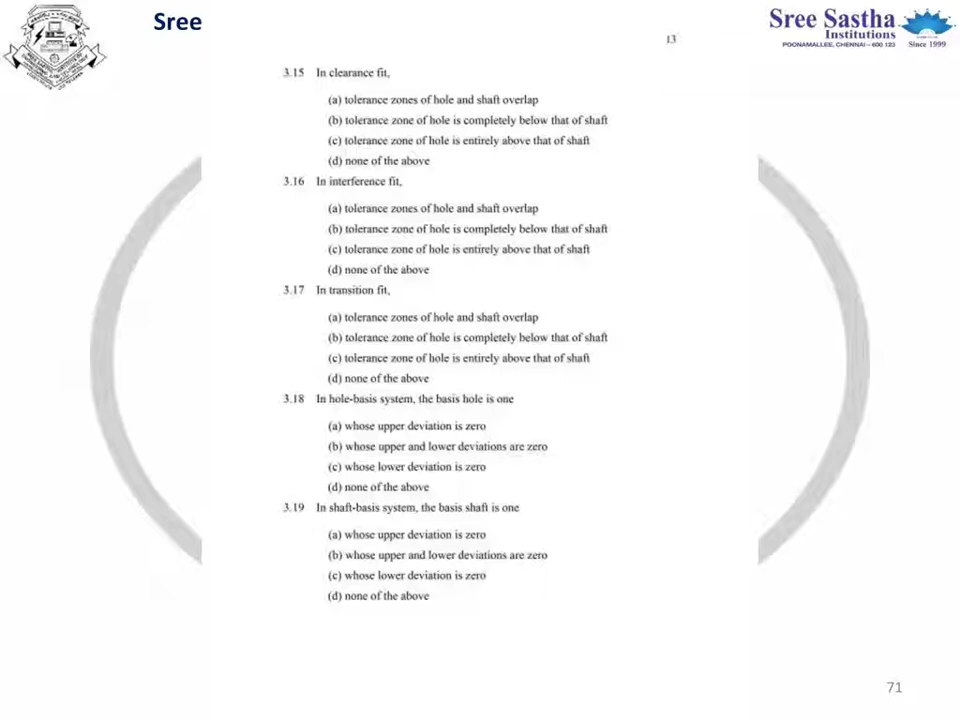 Sree
Sree Sastha
Institutions
POONAMALLEE, CHENNAI – 600 123
Since 1999
13
3.15 In clearance fit,
(a) tolerance zones of hole and shaft overlap
(b) tolerance zone of hole is completely below that of shaft
(c) tolerance zone of hole is entirely above that of shaft
(d) none of the above
3.16 In interference fit,
(a) tolerance zones of hole and shaft overlap
(b) tolerance zone of hole is completely below that of shaft
(c) tolerance zone of hole is entirely above that of shaft
(d) none of the above
3.17 In transition fit,
(a) tolerance zones of hole and shaft overlap
(b) tolerance zone of hole is completely below that of shaft
(c) tolerance zone of hole is entirely above that of shaft
(d) none of the above
3.18 In hole-basis system, the basis hole is one
(a) whose upper deviation is zero
(b) whose upper and lower deviations are zero
(c) whose lower deviation is zero
(d) none of the above
3.19 In shaft-basis system, the basis shaft is one
(a) whose upper deviation is zero
(b) whose upper and lower deviations are zero
(c) whose lower deviation is zero
(d) none of the above
71